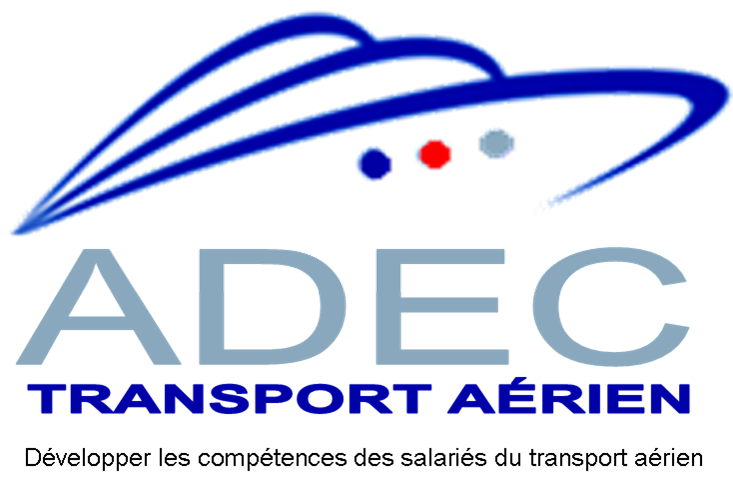 ADEC
TRANSPORT AÉRIEN
Développer les compétences des salariés du transport aérien